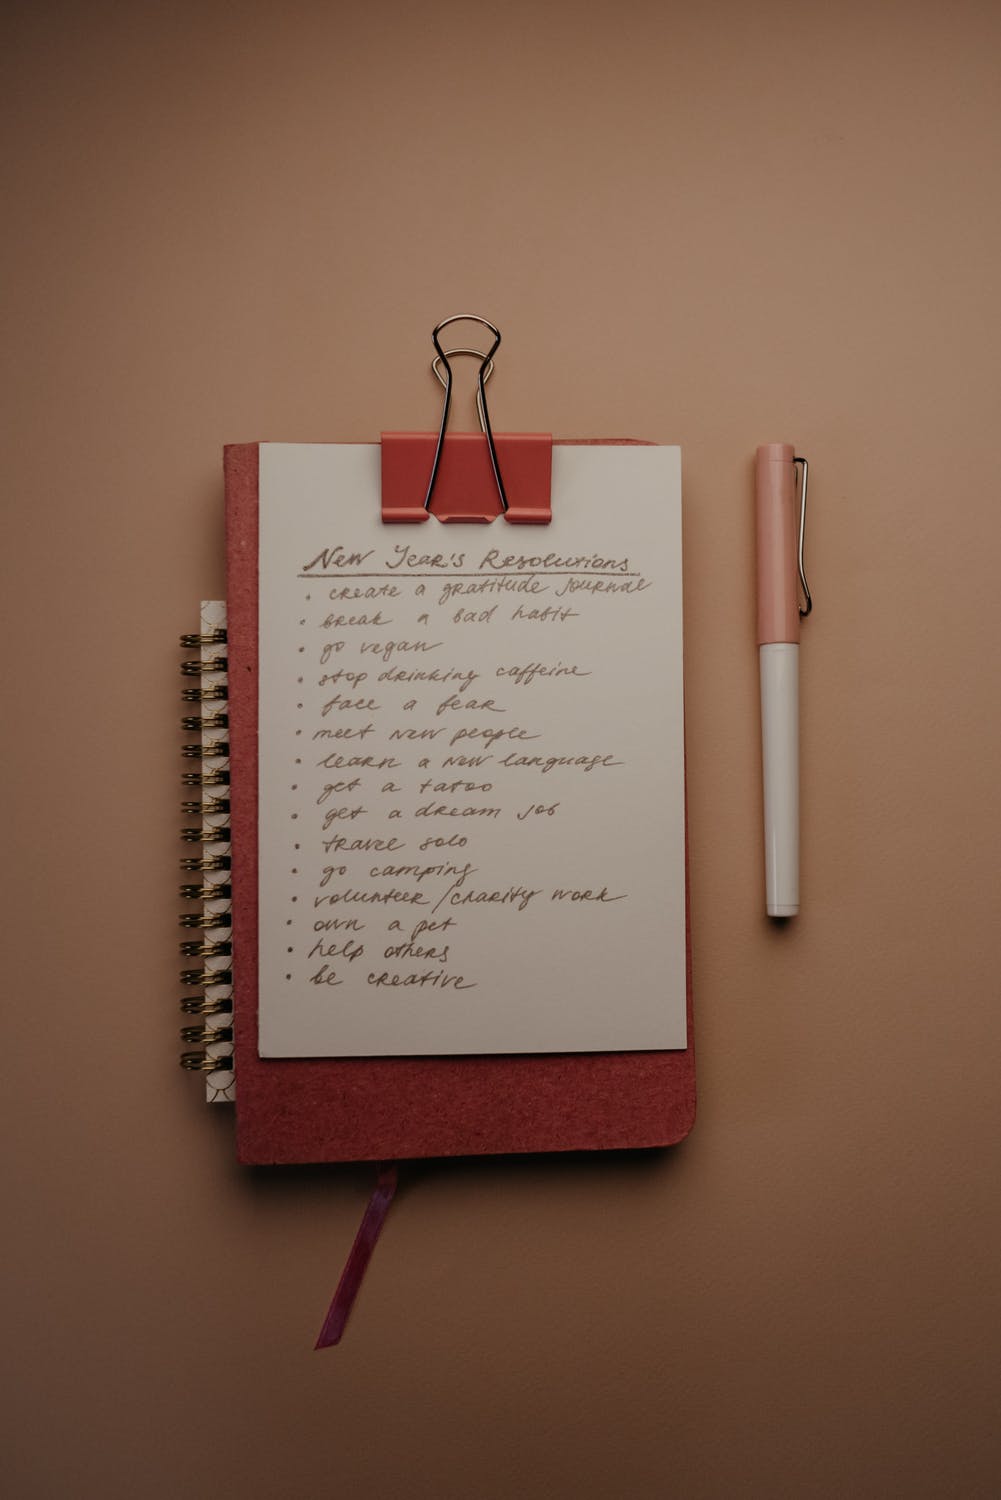 New Year's Resolutions
• create a gratitude journal
• break a bad habit
• go vegan
• stop drinking caffeine
• face a fear
• meet new people
• learn a new language
• get a tatoo
• get a dream job
• travel solo
• go camping
• volunteer/charity work
• own a pet
• help others
• be creative